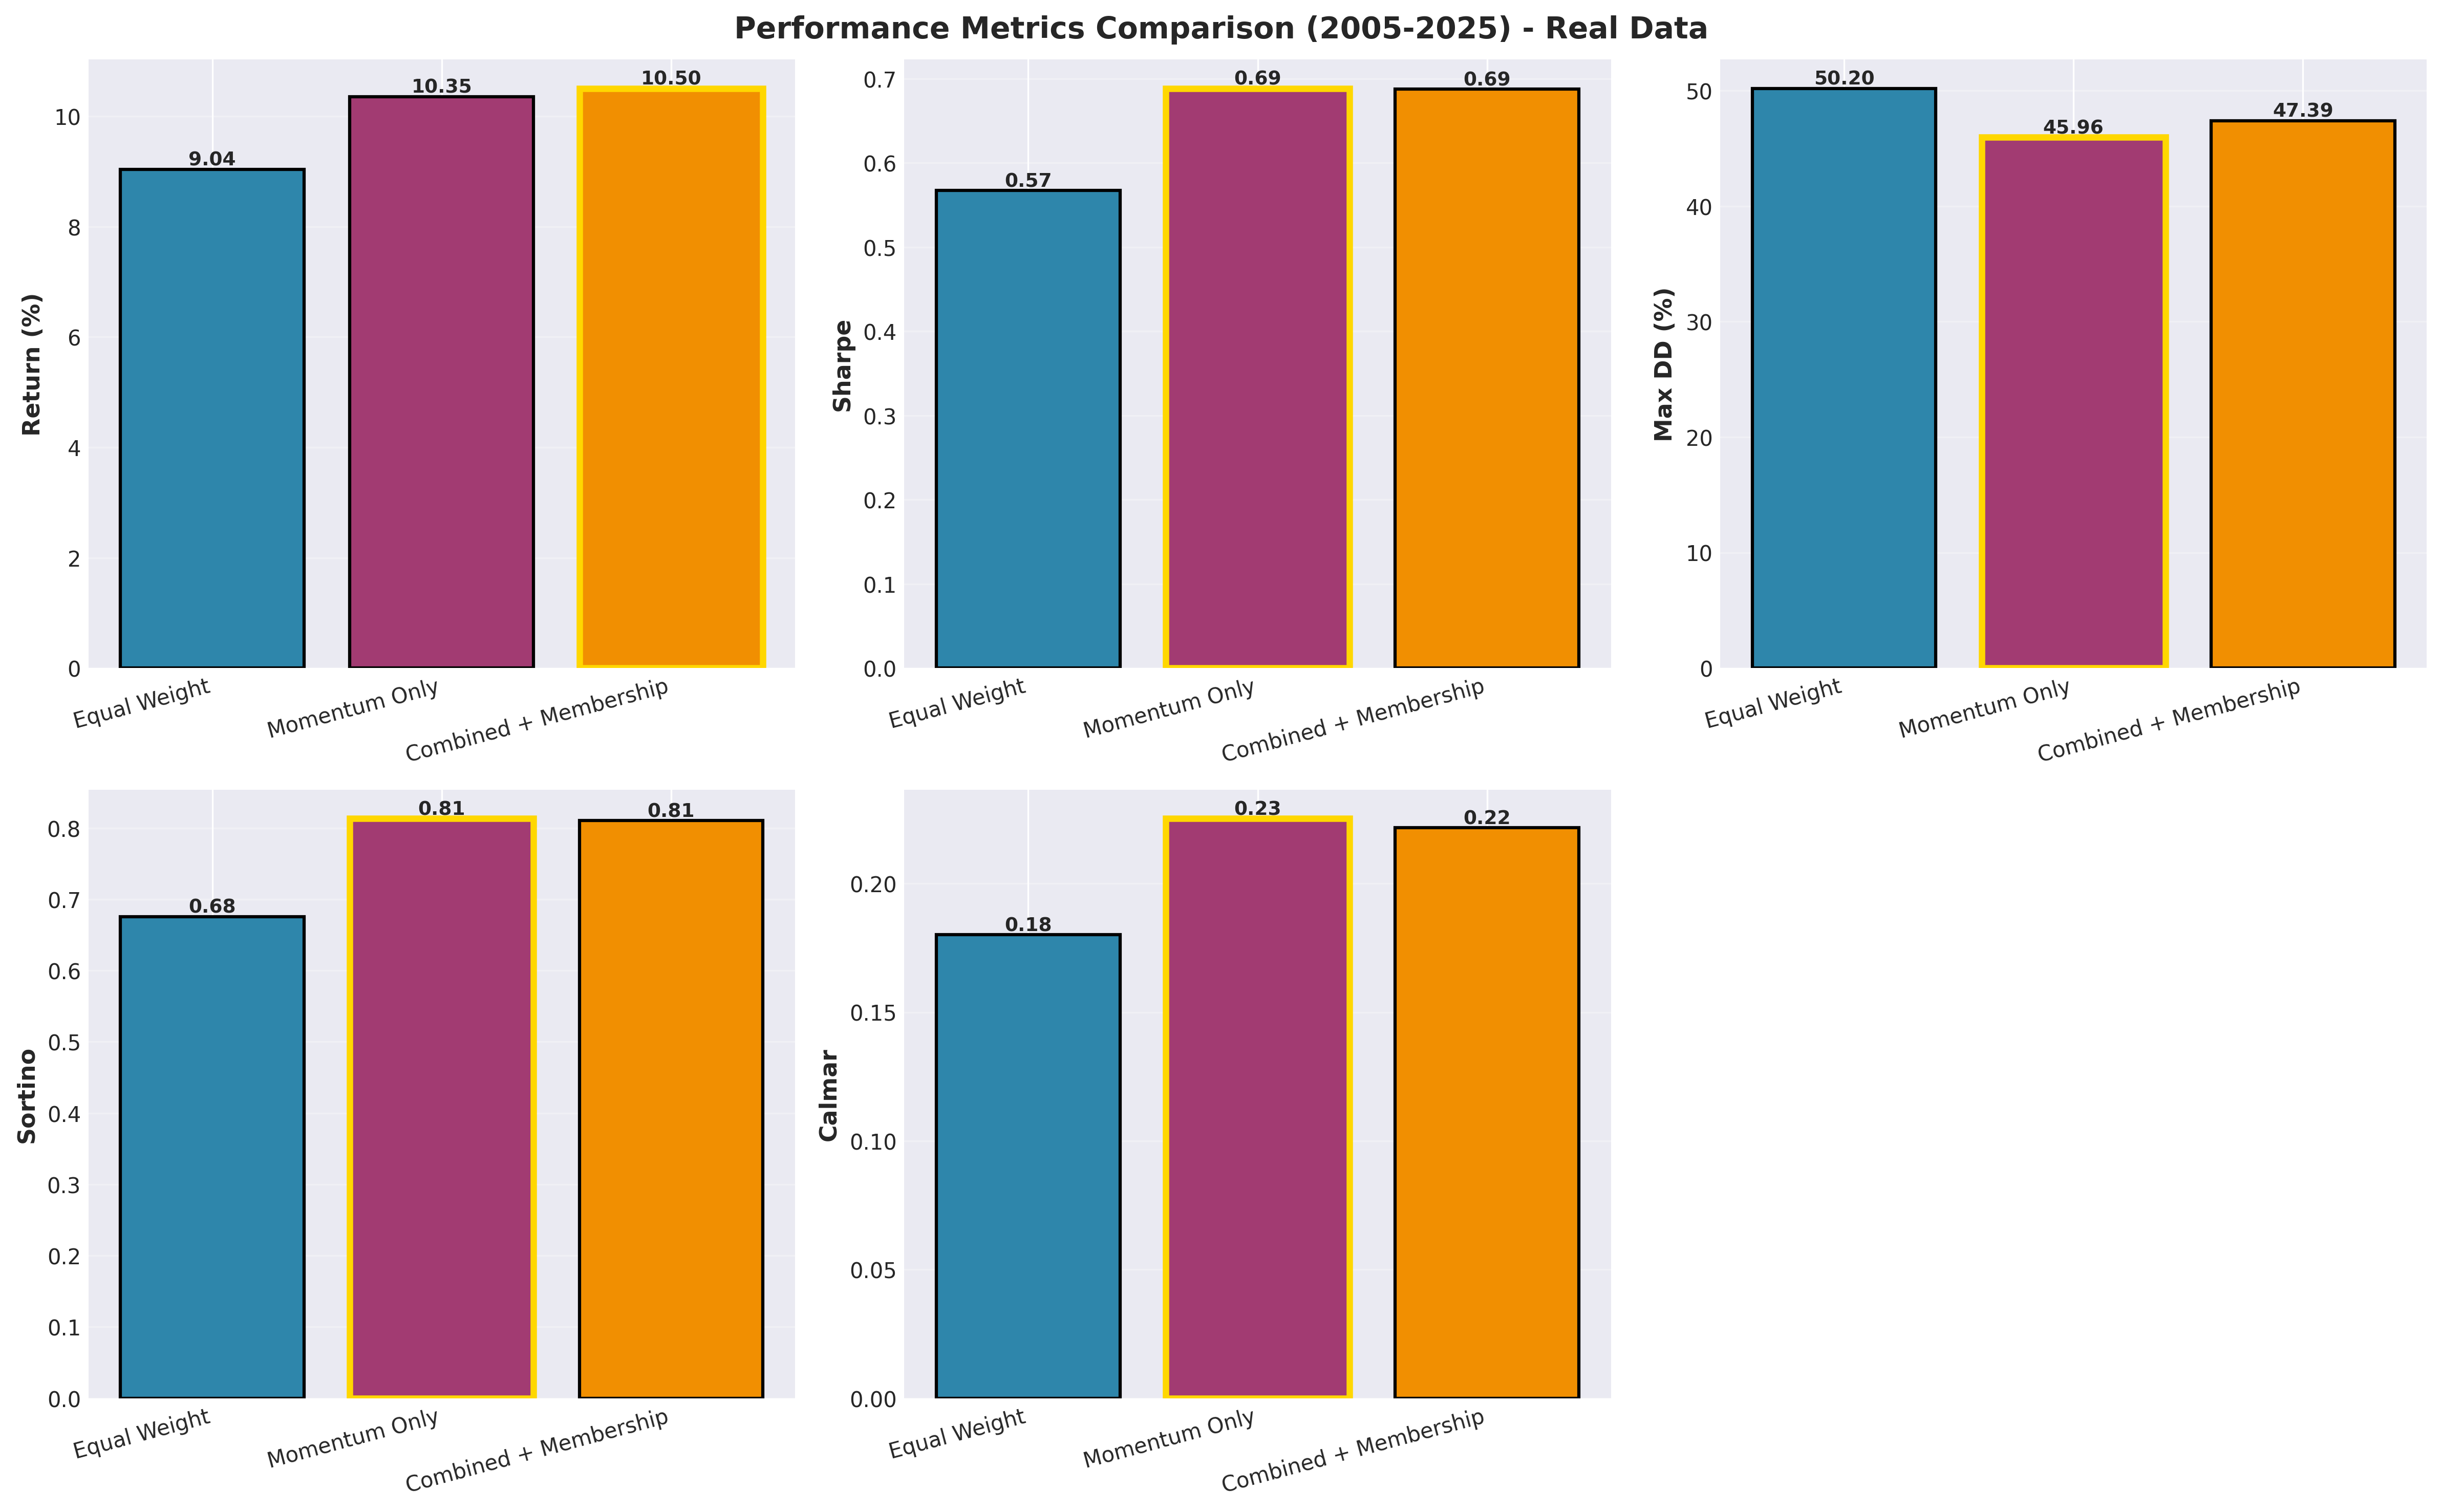 Performance Metrics Comparison (2005-2025) - Real Data
Return (%)
10
8
6
4
2
0
9.04
10.35
10.50
Equal Weight
Momentum Only
Combined + Membership
Sharpe
0.7
0.6
0.5
0.4
0.3
0.2
0.1
0.0
0.57
0.69
0.69
Equal Weight
Momentum Only
Combined + Membership
Max DD (%)
50
40
30
20
10
0
50.20
45.96
47.39
Equal Weight
Momentum Only
Combined + Membership
Sortino
0.8
0.7
0.6
0.5
0.4
0.3
0.2
0.1
0.0
0.68
0.81
0.81
Equal Weight
Momentum Only
Combined + Membership
Calmar
0.20
0.15
0.10
0.05
0.00
0.18
0.23
0.22
Equal Weight
Momentum Only
Combined + Membership